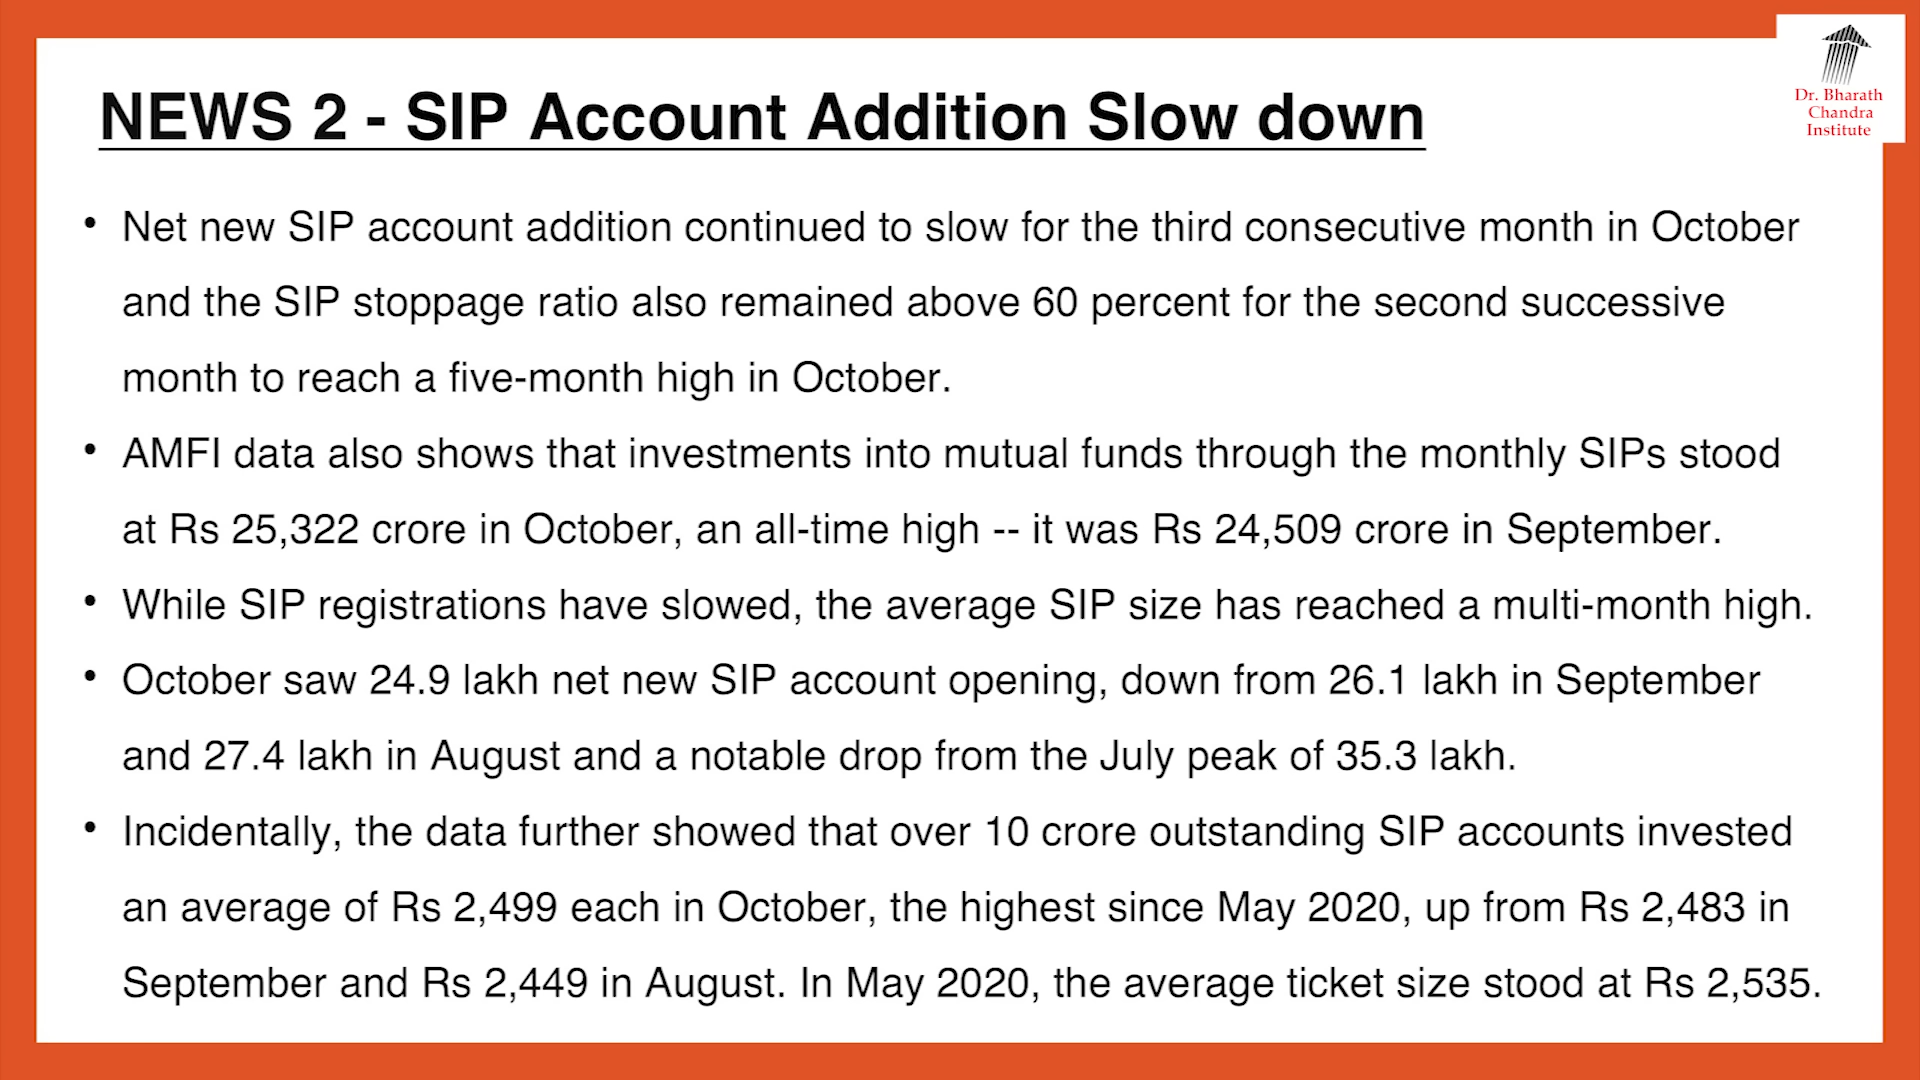 NEWS 2 - SIP Account Addition Slow down
Dr. Bharath
Chandra
Institute
• Net new SIP account addition continued to slow for the third consecutive month in October
and the SIP stoppage ratio also remained above 60 percent for the second successive
month to reach a five-month high in October.
• AMFI data also shows that investments into mutual funds through the monthly SIPs stood
at Rs 25,322 crore in October, an all-time high -- it was Rs 24,509 crore in September.
• While SIP registrations have slowed, the average SIP size has reached a multi-month high.
• October saw 24.9 lakh net new SIP account opening, down from 26.1 lakh in September
and 27.4 lakh in August and a notable drop from the July peak of 35.3 lakh.
• Incidentally, the data further showed that over 10 crore outstanding SIP accounts invested
an average of Rs 2,499 each in October, the highest since May 2020, up from Rs 2,483 in
September and Rs 2,449 in August. In May 2020, the average ticket size stood at Rs 2,535.